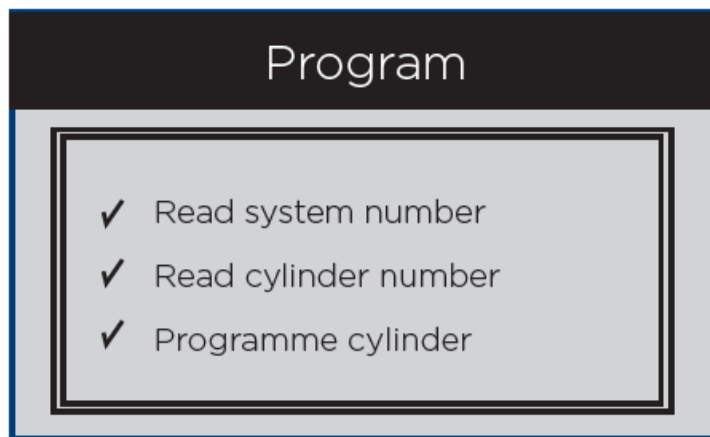 Program
Read system number
Read cylinder number
Programme cylinder